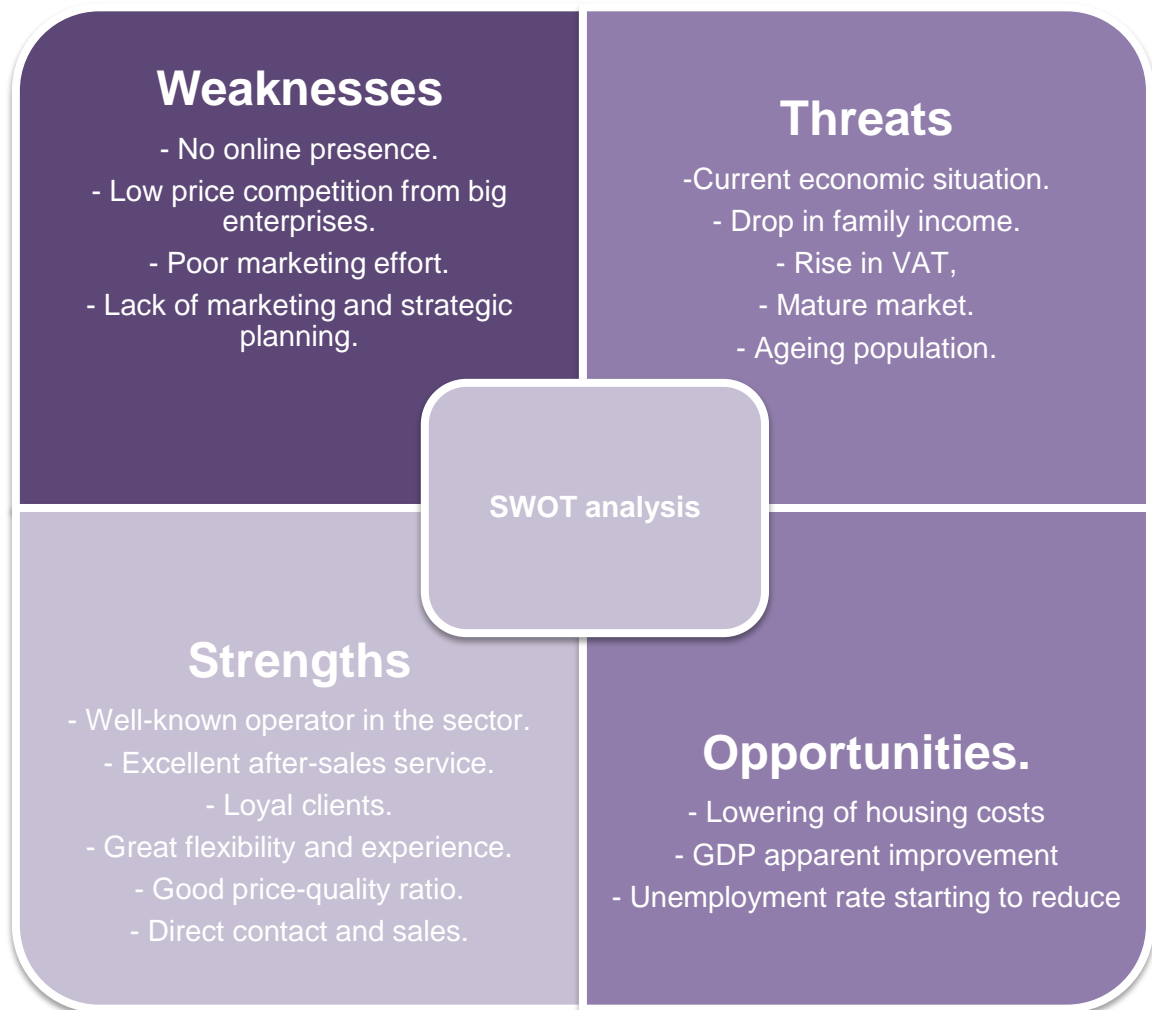 Weaknesses
- No online presence.
- Low price competition from big
enterprises.
- Poor marketing effort.
- Lack of marketing and strategic
planning.
Threats
-Current economic situation.
- Drop in family income.
- Rise in VAT,
- Mature market.
- Ageing population.
SWOT analysis
Strengths
- Well-known operator in the sector.
- Excellent after-sales service.
- Loyal clients.
- Great flexibility and experience.
- Good price-quality ratio.
- Direct contact and sales.
Opportunities.
- Lowering of housing costs
- GDP apparent improvement
- Unemployment rate starting to reduce